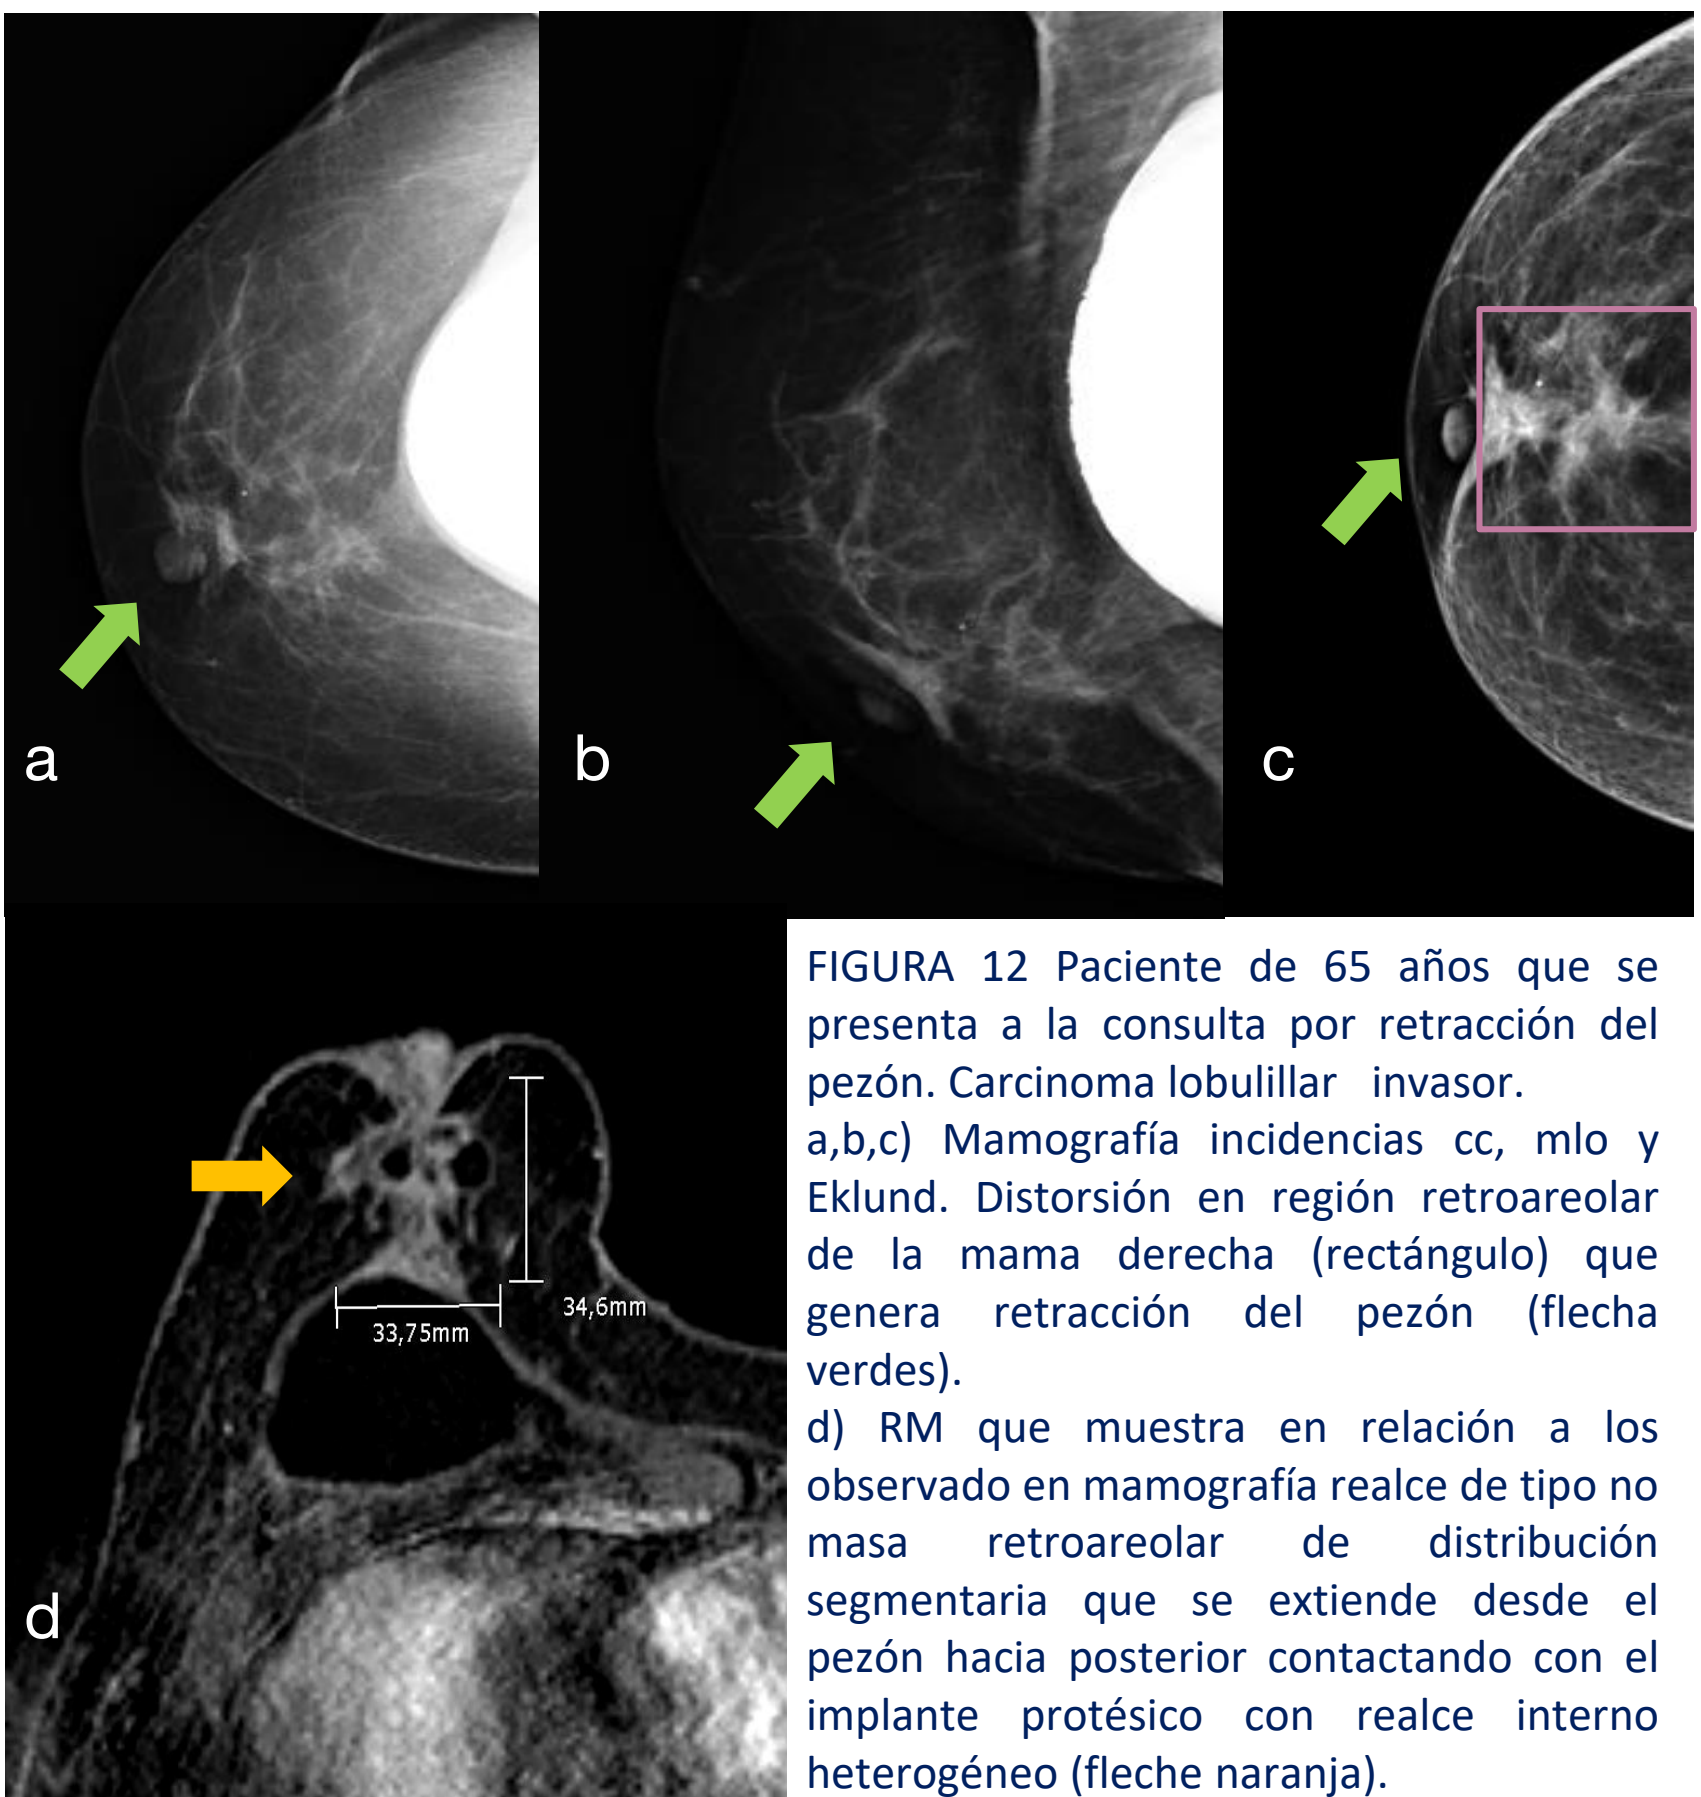 a
b
c
FIGURA 12 Paciente de 65 años que se
presenta a la consulta por retracción del
pezón. Carcinoma lobulillar invasor.
a,b,c) Mamografía incidencias cc, mlo y
Eklund. Distorsión en región retroareolar
de la mama derecha (rectángulo) que
genera retracción del pezón (flecha
verdes).
d) RM que muestra en relación a los
observado en mamografía realce de tipo no
masa retroareolar de distribución
segmentaria que se extiende desde el
pezón hacia posterior contactando con el
implante protésico con realce interno
heterogéneo (fleche naranja).
34,6mm
33,75mm
d